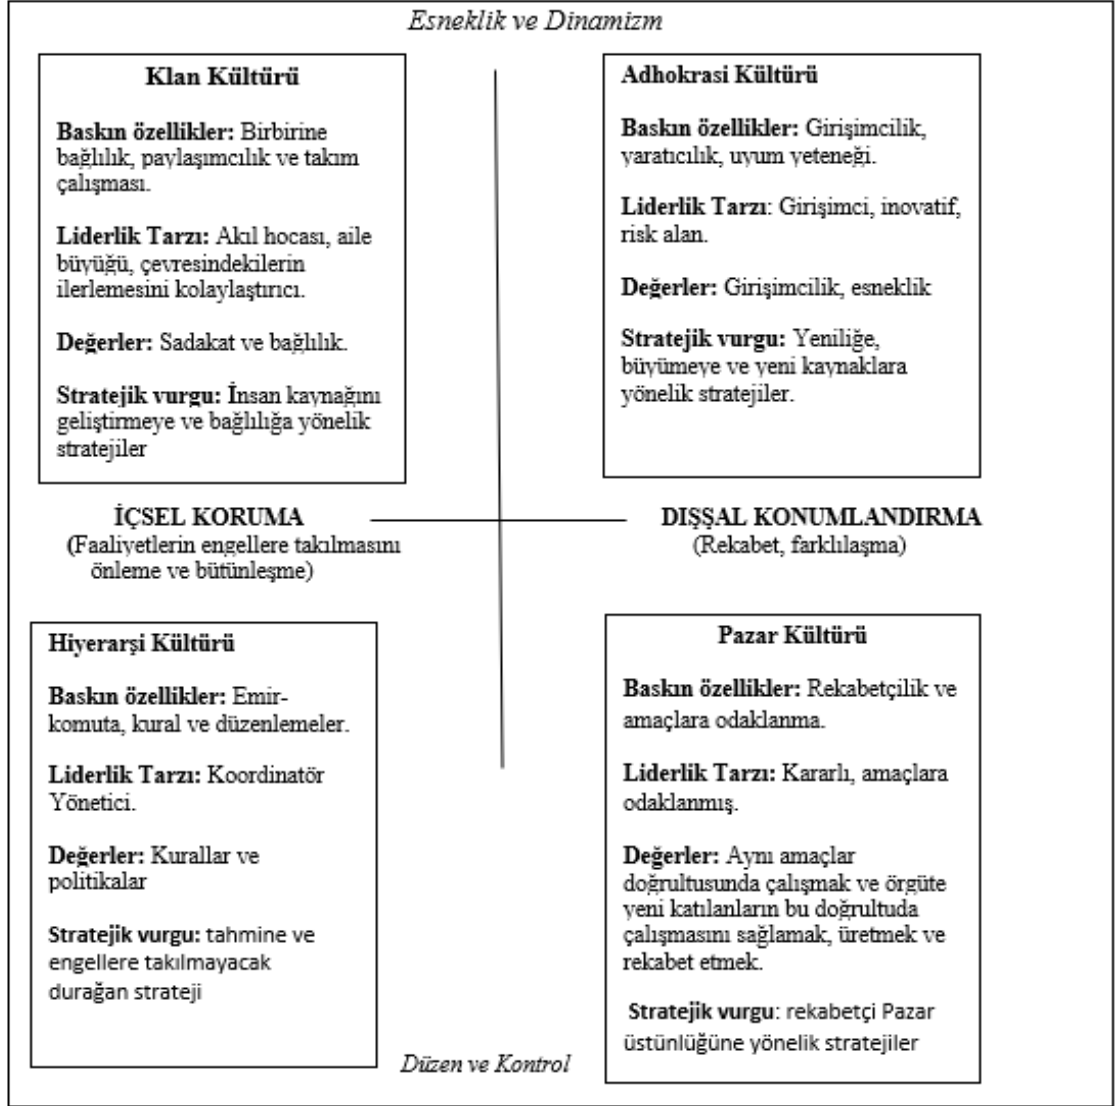 Esneklik ve Dinamizm
Klan Kültürü
Baskın özellikler: Birbirine
bağlılık, paylaşımcılık ve takım
çalışması.
Liderlik Tarzı: Akıl hocası, aile
büyüğü, çevresindekilerin
ilerlemesini kolaylaştırıcı.
Değerler: Sadakat ve bağlılık.
Stratejik vurgu: İnsan kaynağını
geliştirmeye ve bağlılığa yönelik
stratejiler
Adhokrasi Kültürü
Baskın özellikler: Girişimcilik,
yaratıcılık, uyum yeteneği.
Liderlik Tarzı: Girişimci, inovatif,
risk alan.
Değerler: Girişimcilik, esneklik
Stratejik vurgu: Yeniliğe,
büyümeye ve yeni kaynaklara
yönelik stratejiler.
İÇSEL KORUMA
(Faaliyetlerin engellere takılmasını
önleme ve bütünleşme)
DIŞSAL KONUMLANDIRMA
(Rekabet, farklılaşma)
Hiyerarşi Kültürü
Baskın özellikler: Emir-
komuta, kural ve düzenlemeler.
Liderlik Tarzı: Koordinatör
Yönetici.
Değerler: Kurallar ve
politikalar
Stratejik vurgu: tahmine ve
engellere takılmayacak
durağan strateji
Pazar Kültürü
Baskın özellikler: Rekabetçilik ve
amaçlara odaklanma.
Liderlik Tarzı: Kararlı, amaçlara
odaklanmış.
Değerler: Aynı amaçlar
doğrultusunda çalışmak ve örgüte
yeni katılanların bu doğrultuda
çalışmasını sağlamak, üretmek ve
rekabet etmek.
Stratejik vurgu: rekabetçi Pazar
üstünlüğüne yönelik stratejiler
Düzen ve Kontrol